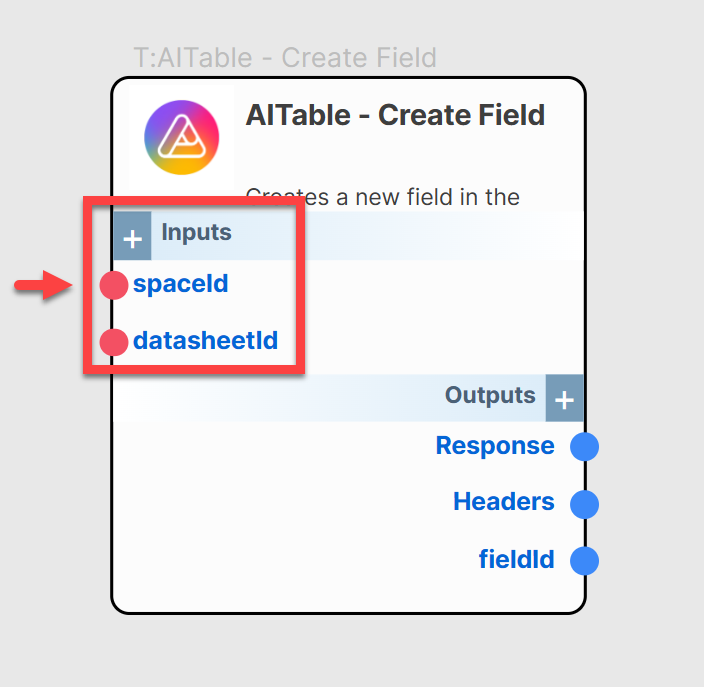 T:AITable - Create Field
AITable - Create Field
Creates a new field in the
+ Inputs
spaceId
datasheetId
Outputs +
Response
Headers
fieldId